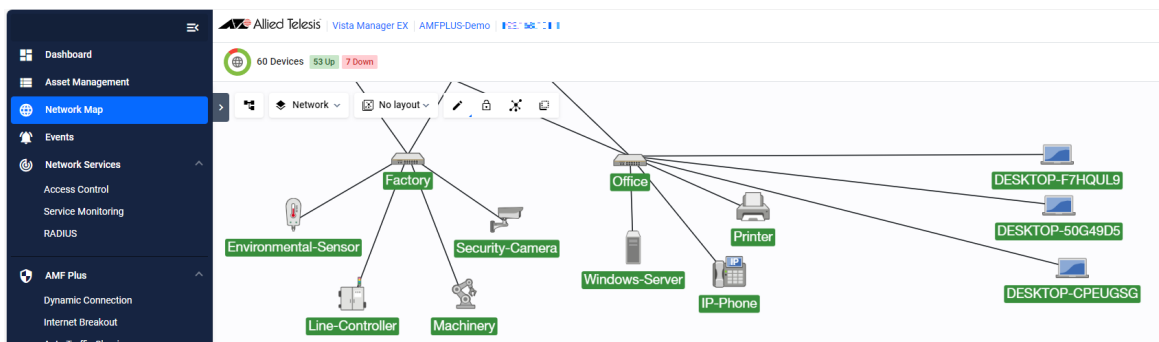 Allied Telesis Vista Manager EX AMFPLUS-Demo
60 Devices 53 Up 7 Down
Dashboard
Asset Management
Network Map
Events
Network Services
Access Control
Service Monitoring
RADIUS
AMF Plus
Dynamic Connection
Internet Breakout
Network No layout
Factory
Office
DESKTOP-F7HQUL9
DESKTOP-50G49D5
Printer
Environmental-Sensor
Security-Camera
Windows-Server
IP
IP-Phone
DESKTOP-CPEUGSG
Line-Controller
Machinery